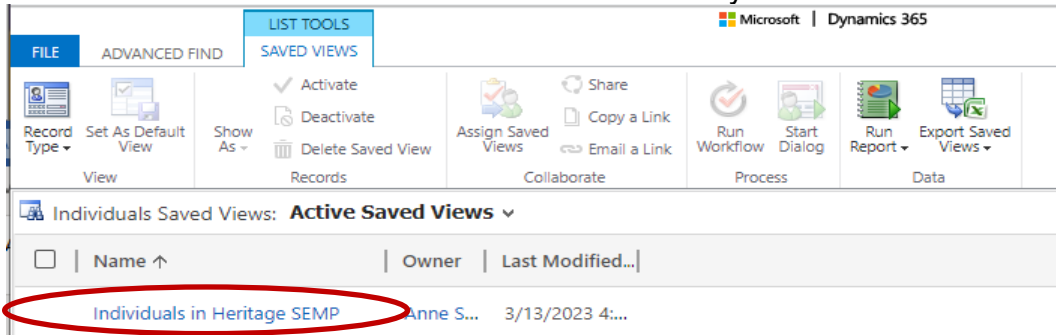 LIST TOOLS
Microsoft | Dynamics 365
FILE ADVANCED FIND SAVED VIEWS
Record Type Set As Default View
View
Show As
Activate
Deactivate
Delete Saved View
Records
Assign Saved Views
Share
Copy a Link
Email a Link
Collaborate
Run Workflow Start Dialog
Process
Run Report Export Saved Views
Data
Individuals Saved Views: Active Saved Views
Name ↑ | Owner | Last Modified...|
Individuals in Heritage SEMP Anne S... 3/13/2023 4:...